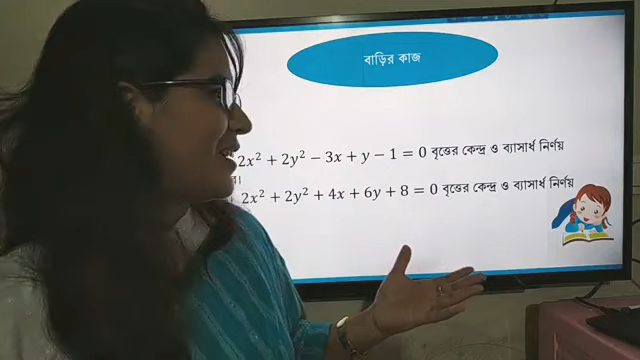 বাড়ির কাজ
2x² + 2y² − 3x + y − 1 = 0 বৃত্তের কেন্দ্র ও ব্যাসার্ধ নির্ণয়
2x² + 2y² + 4x + 6y + 8 = 0 বৃত্তের কেন্দ্র ও ব্যাসার্ধ নির্ণয়